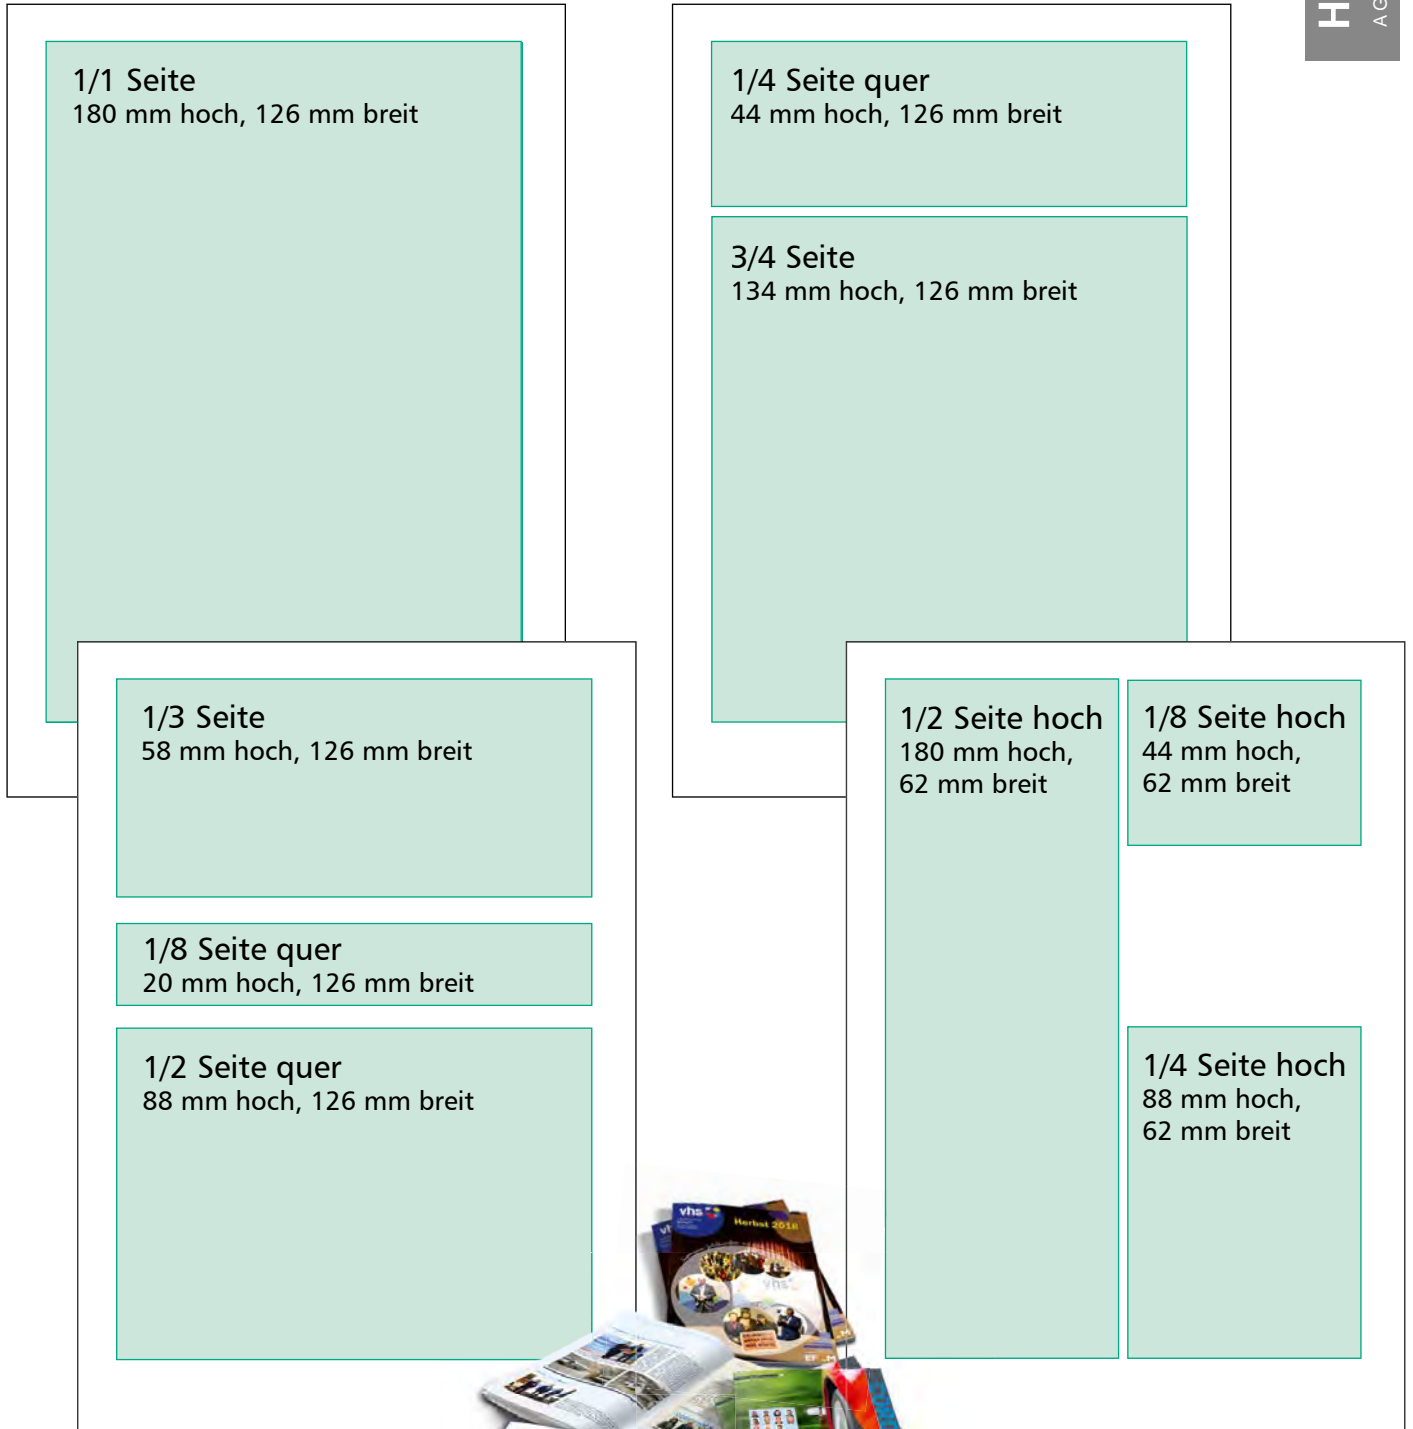 1/1 Seite
180 mm hoch, 126 mm breit
1/4 Seite quer
44 mm hoch, 126 mm breit
3/4 Seite
134 mm hoch, 126 mm breit
H
AG
1/3 Seite
58 mm hoch, 126 mm breit
1/8 Seite quer
20 mm hoch, 126 mm breit
1/2 Seite quer
88 mm hoch, 126 mm breit
1/2 Seite hoch
180 mm hoch,
62 mm breit
1/8 Seite hoch
44 mm hoch,
62 mm breit
1/4 Seite hoch
88 mm hoch,
62 mm breit
vhs
Herbst 2018
vhs